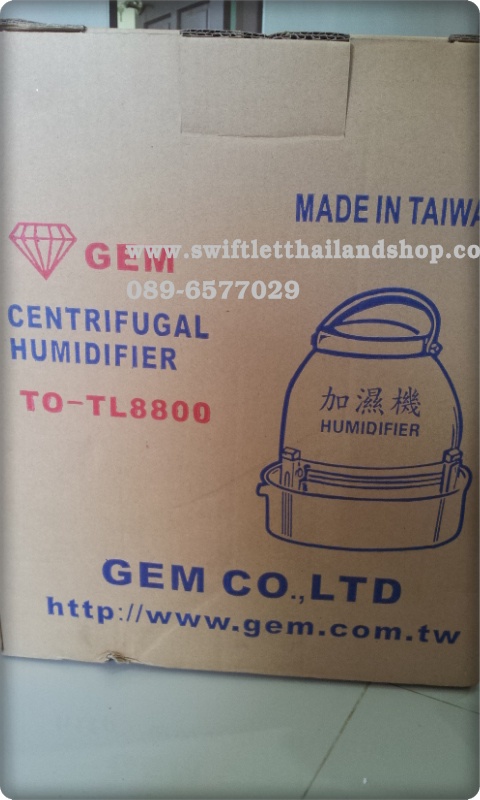 MADE IN TAIWA
GEM
www.swiftletthailandshop.co
089-6577029
CENTRIFUGAL
HUMIDIFIER
TO-TL8800
加濕機
HUMIDIFIER
GEM CO.,LTD
http://www.gem.com.tw